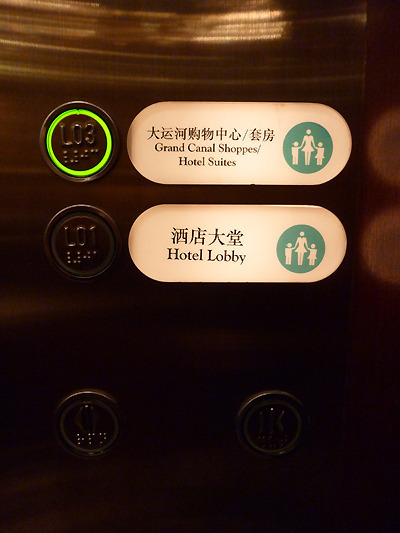 L03
大运河购物中心/套房
Grand Canal Shoppes/
Hotel Suites
L01
酒店大堂
Hotel Lobby